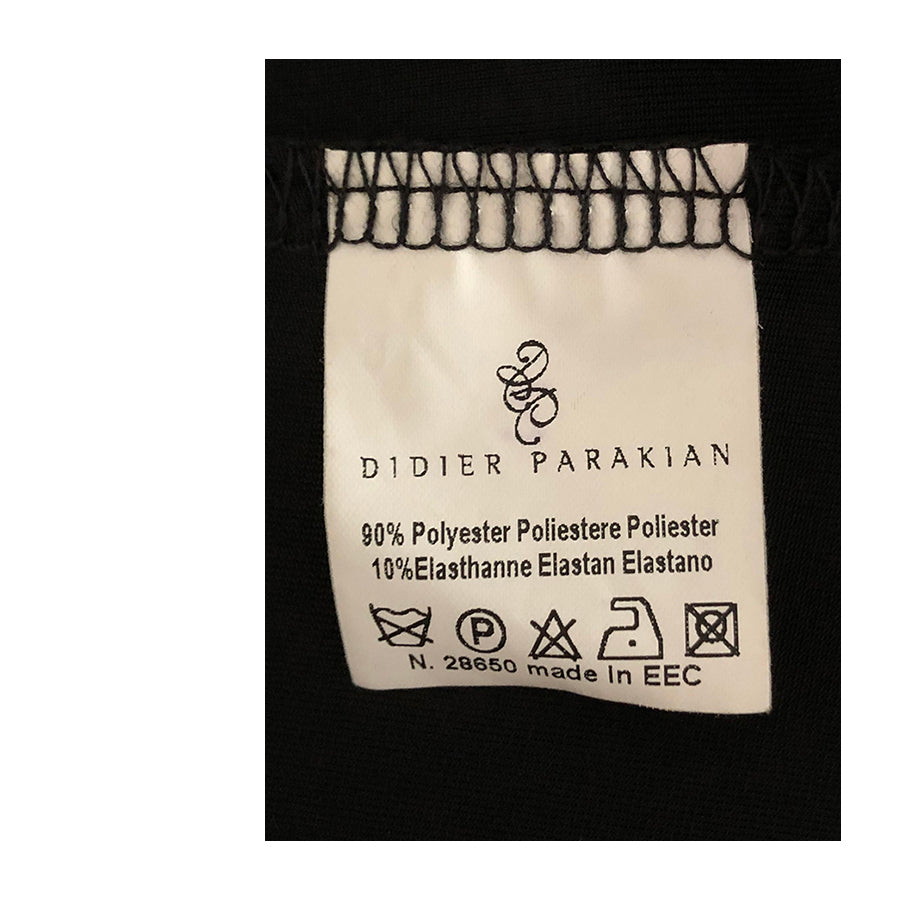 DIDIER PARAKIAN
90% Polyester Poliestere Poliester
10%Elasthanne Elastan Elastano
P
N. 28650 made in EEC